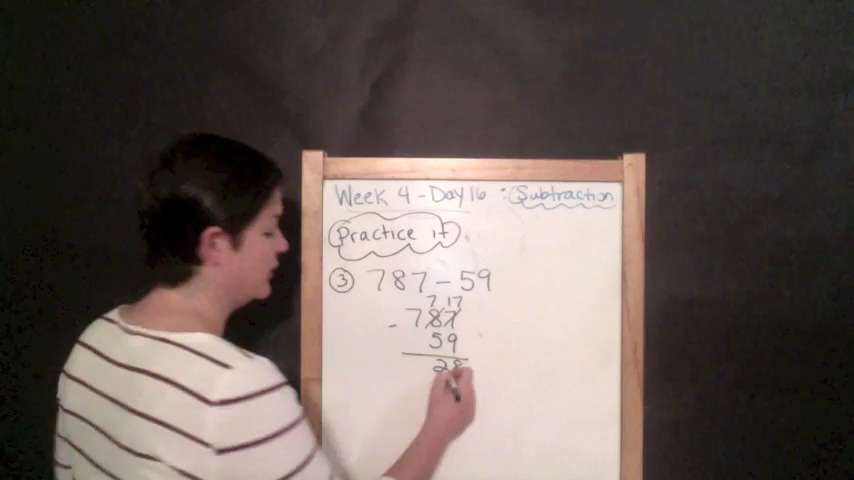 Week 4 - Day 16 : Subtraction
Practice it
3 787 - 59
7 17
- 787
59
28